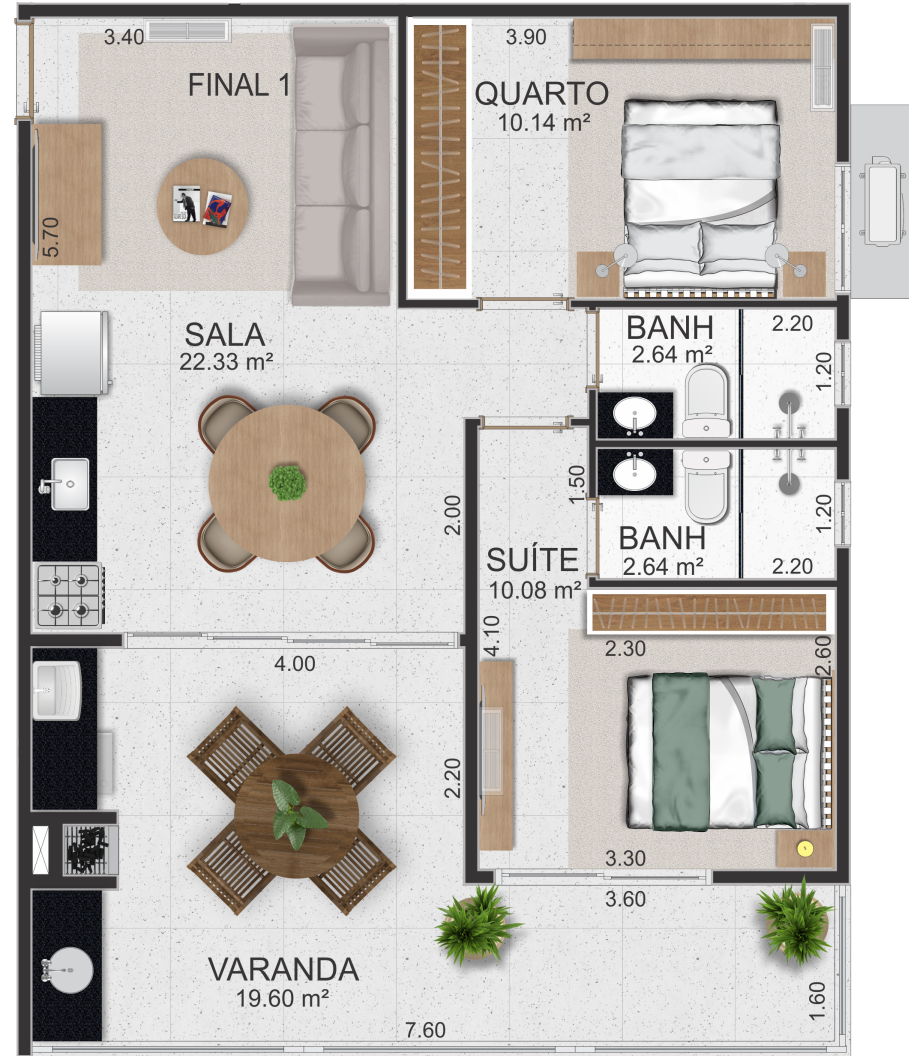 3.40
FINAL 1
3.90
QUARTO
10.14 m²
5.70
SALA
22.33 m²
BANH
2.64 m²
2.20
1.20
2.00
1.50
1.20
BANH
2.64 m²
2.20
SUÍTE
10.08 m²
4.10
2.30
2.60
4.00
2.20
3.30
3.60
VARANDA
19.60 m²
1.60
7.60